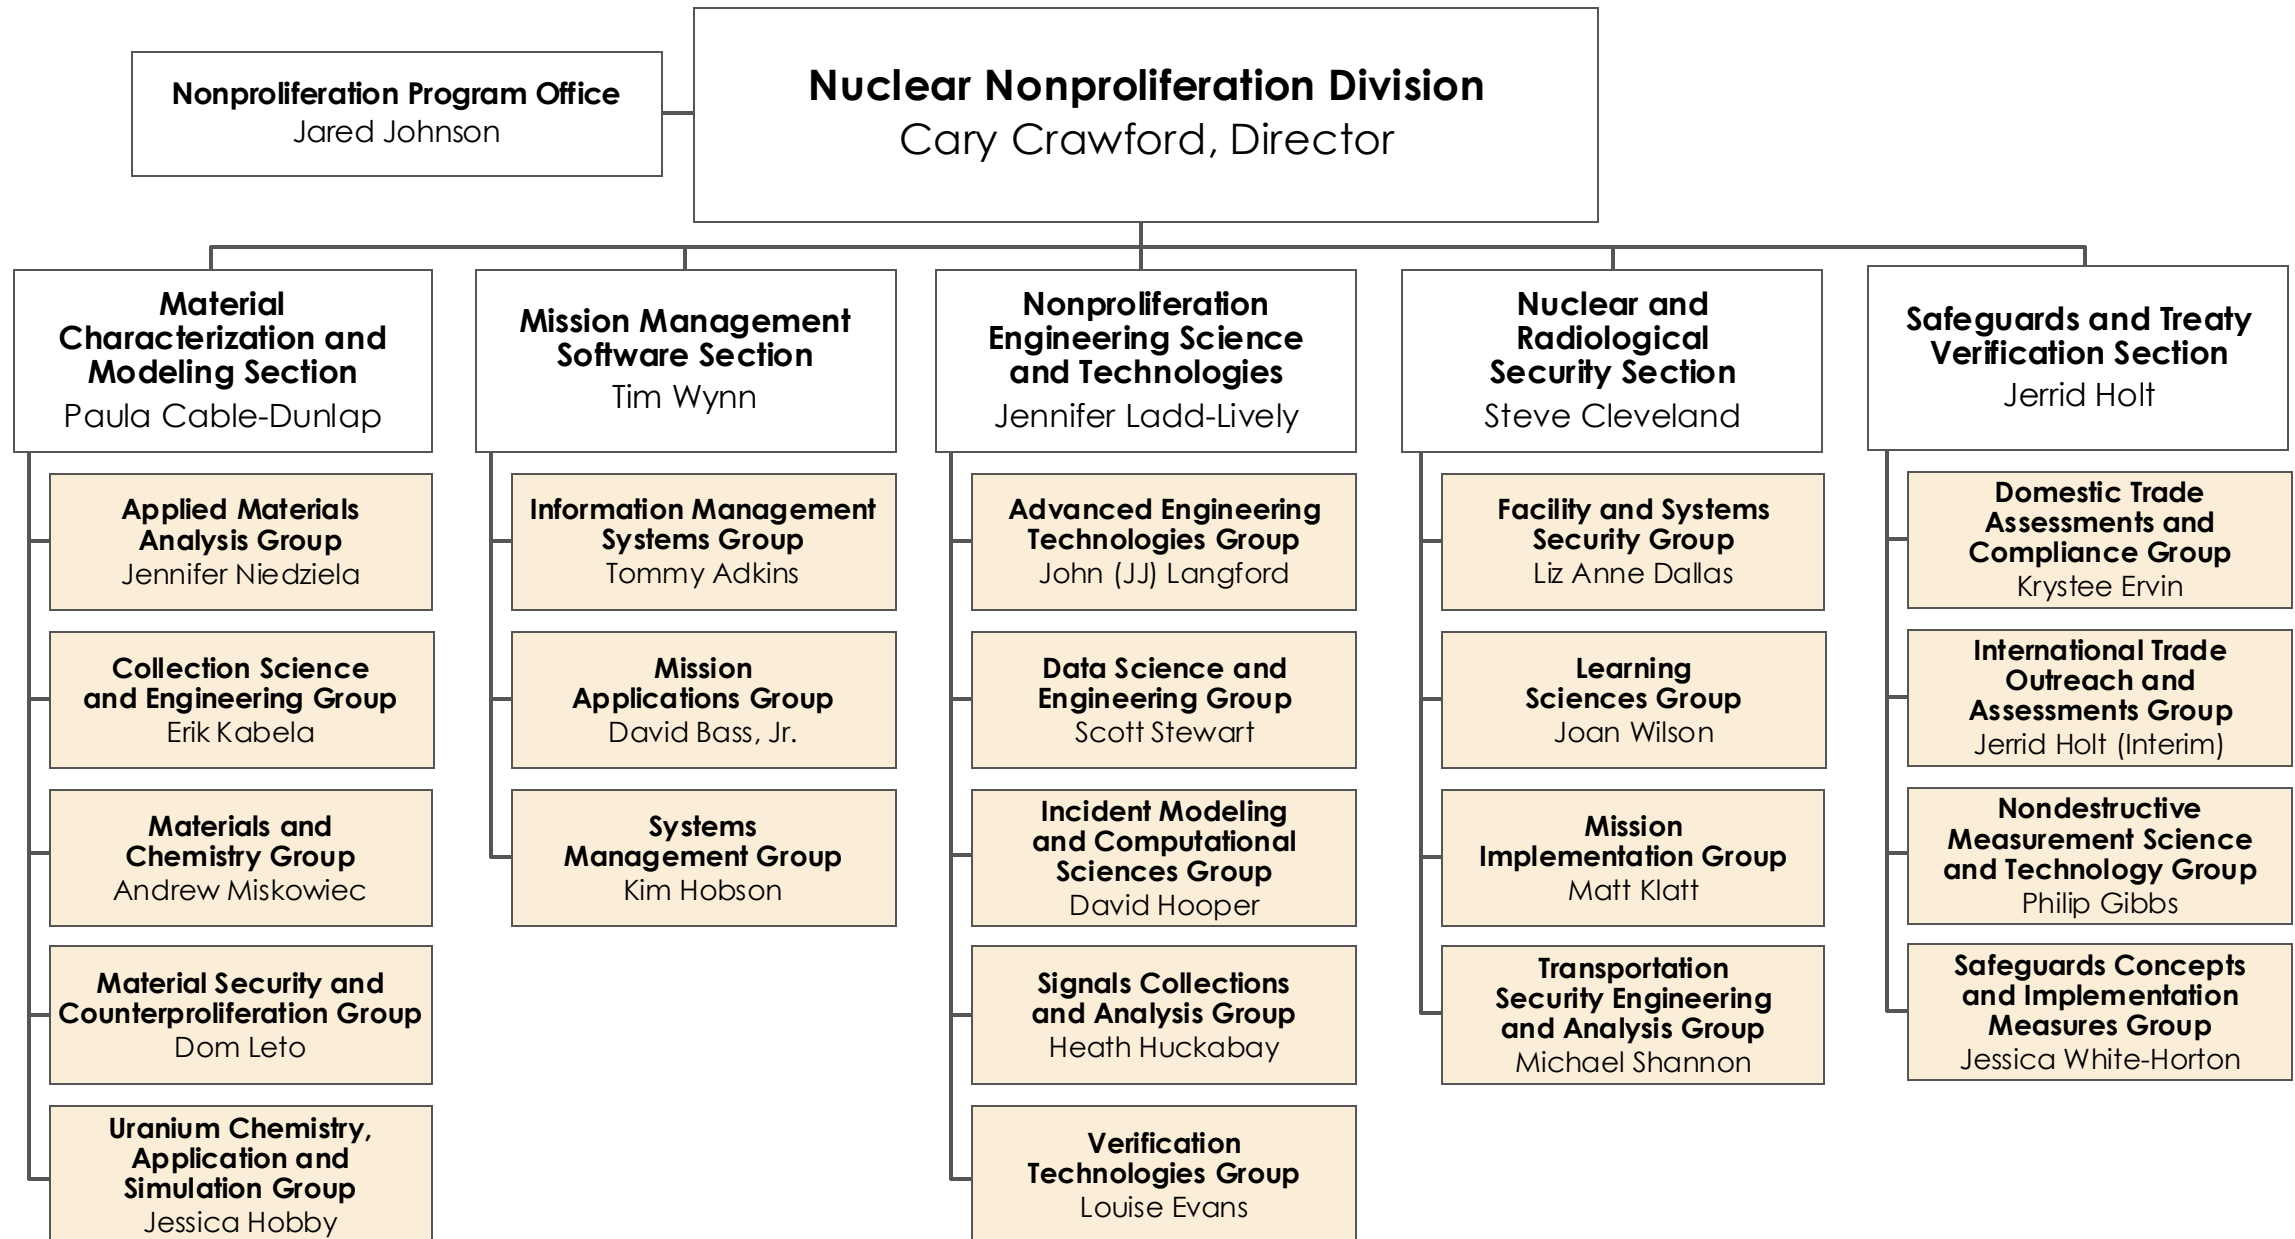 Nonproliferation Program Office
Jared Johnson
Nuclear Nonproliferation Division
Cary Crawford, Director
Material
Characterization and
Modeling Section
Paula Cable-Dunlap
Applied Materials
Analysis Group
Jennifer Niedziela
Collection Science
and Engineering Group
Erik Kabela
Materials and
Chemistry Group
Andrew Miskowiec
Material Security and
Counterproliferation Group
Dom Leto
Uranium Chemistry,
Application and
Simulation Group
Jessica Hobby
Mission Management
Software Section
Tim Wynn
Information Management
Systems Group
Tommy Adkins
Mission
Applications Group
David Bass, Jr.
Systems
Management Group
Kim Hobson
Nonproliferation
Engineering Science
and Technologies
Jennifer Ladd-Lively
Advanced Engineering
Technologies Group
John (JJ) Langford
Data Science and
Engineering Group
Scott Stewart
Incident Modeling
and Computational
Sciences Group
David Hooper
Signals Collections
and Analysis Group
Heath Huckabay
Verification
Technologies Group
Louise Evans
Nuclear and
Radiological
Security Section
Steve Cleveland
Facility and Systems
Security Group
Liz Anne Dallas
Learning
Sciences Group
Joan Wilson
Mission
Implementation Group
Matt Klatt
Transportation
Security Engineering
and Analysis Group
Michael Shannon
Safeguards and Treaty
Verification Section
Jerrid Holt
Domestic Trade
Assessments and
Compliance Group
Krystee Ervin
International Trade
Outreach and
Assessments Group
Jerrid Holt (Interim)
Nondestructive
Measurement Science
and Technology Group
Philip Gibbs
Safeguards Concepts
and Implementation
Measures Group
Jessica White-Horton